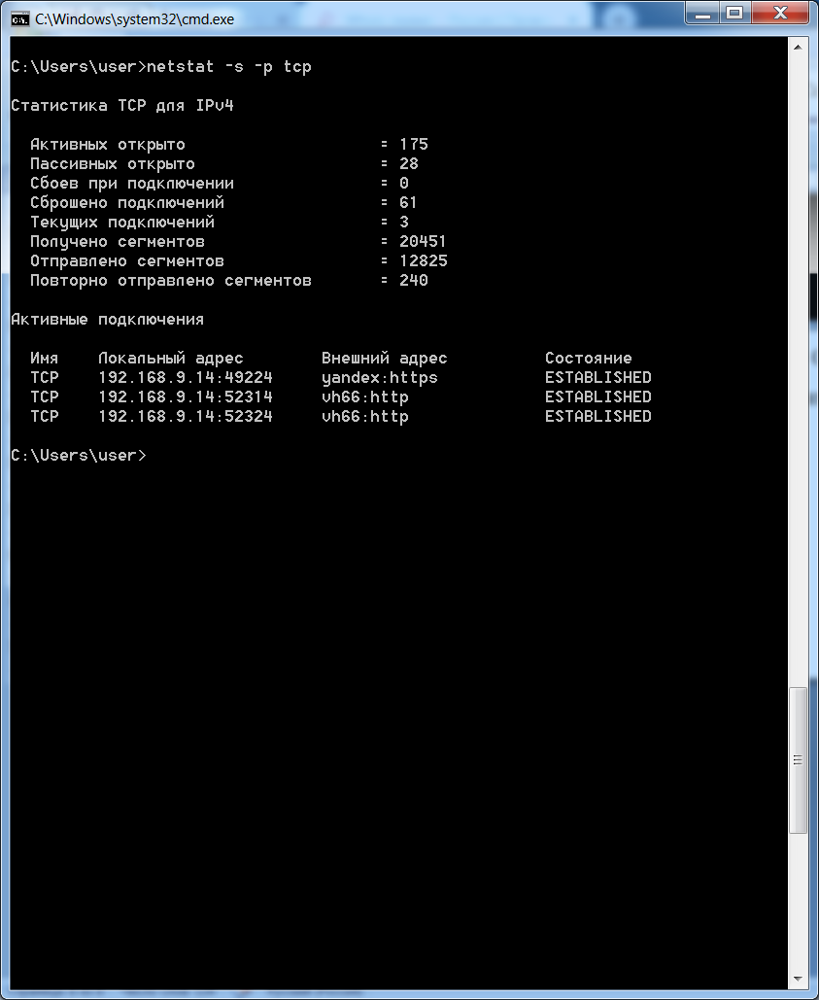 C:\Windows\system32\cmd.exe
C:\Users\user>netstat -s -p tcp
Статистика TCP для IPv4
Активных открыто = 175
Пассивных открыто = 28
Сбоев при подключении = 0
Сброшено подключений = 61
Текущих подключений = 3
Получено сегментов = 20451
Отправлено сегментов = 12825
Повторно отправлено сегментов = 240
Активные подключения
Имя Локальный адрес Внешний адрес Состояние
TCP 192.168.9.14:49224 yandex:https ESTABLISHED
TCP 192.168.9.14:52314 vh66:http ESTABLISHED
TCP 192.168.9.14:52324 vh66:http ESTABLISHED
C:\Users\user>